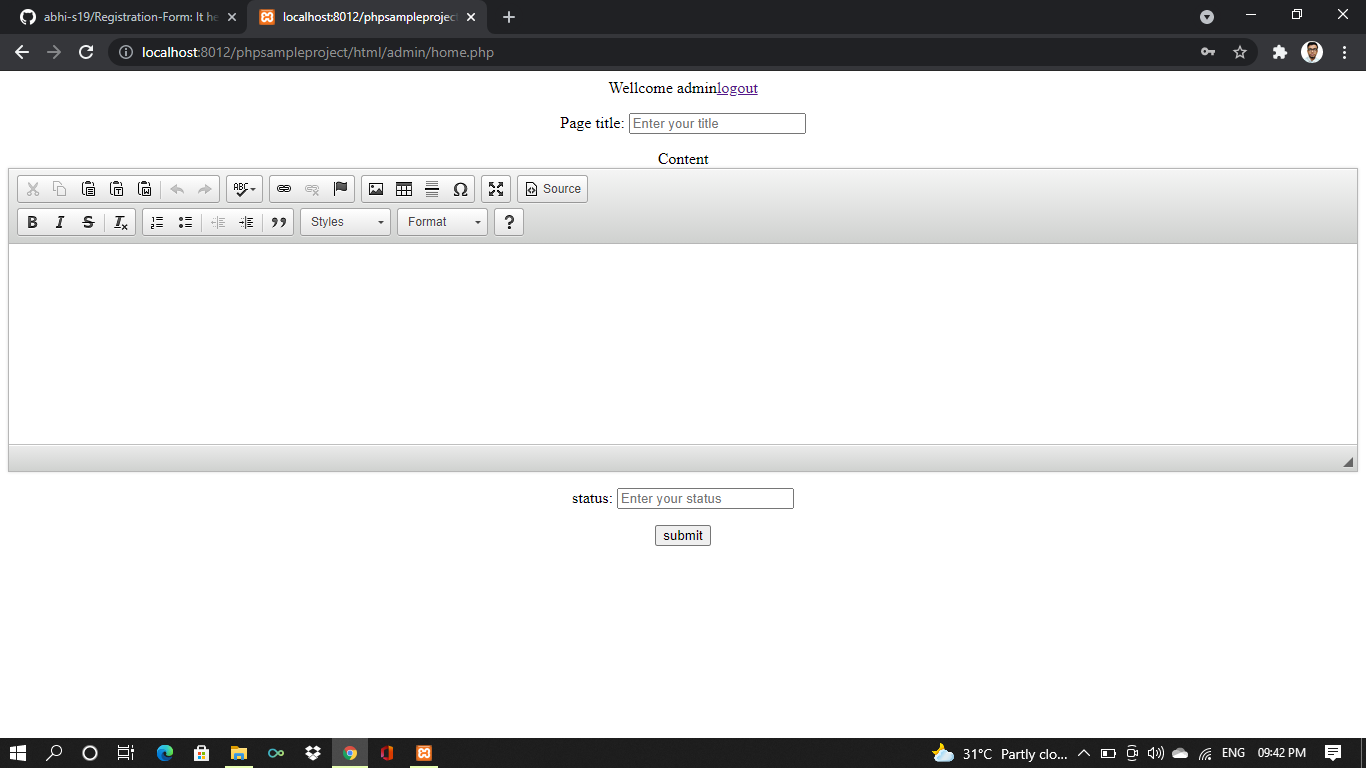 abhi-s19/Registration-Form: It he
localhost:8012/phpsampleproject
localhost:8012/phpsampleproject/html/admin/home.php
Wellcome adminlogout
Page title: Enter your title
Content
ABC
Source
B I S Tx
Styles
Format
?
status: Enter your status
submit
31°C Partly clo... ENG 09:42 PM